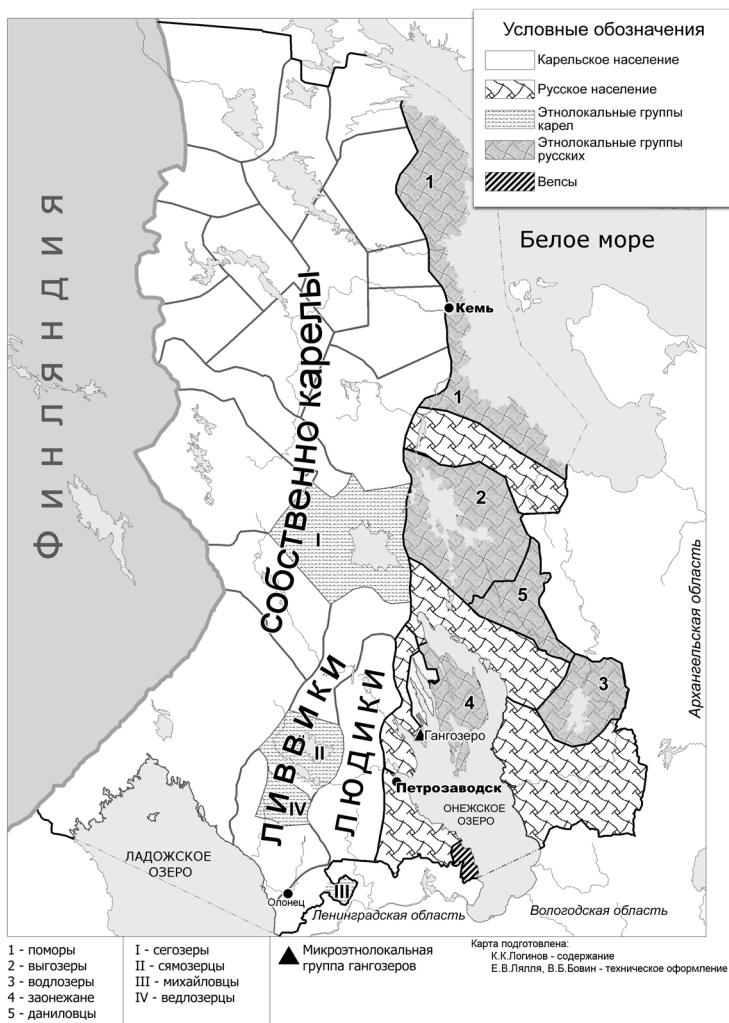 Условные обозначения
Карельское население
Русское население
Этнолокальные группы
карел
Этнолокальные группы
русских
Вепсы
ФИНЛЯНДИЯ
1
Белое море
Кемь
1
собственно карелы
I
2
5
3
4
Архангельская область
ЛИВВИКИ
ЛЮДИКИ
II
IV
Гангозеро
Петрозаводск
ОНЕЖСКОЕ
ОЗЕРО
ЛАДОЖСКОЕ
ОЗЕРО
Олонец
III
Ленинградская область
Вологодская область
1 - поморы
2 - выгозеры
3 - водлозеры
4 - заонежане
5 - даниловцы
I - сегозеры
II - сямозерцы
III - михайловцы
IV - ведлозерцы
Микроэтнолокальная
группа гангозеров
Карта подготовлена:
К.К.Логинов - содержание
Е.В.Лялля, В.Б.Бовин - техническое оформление